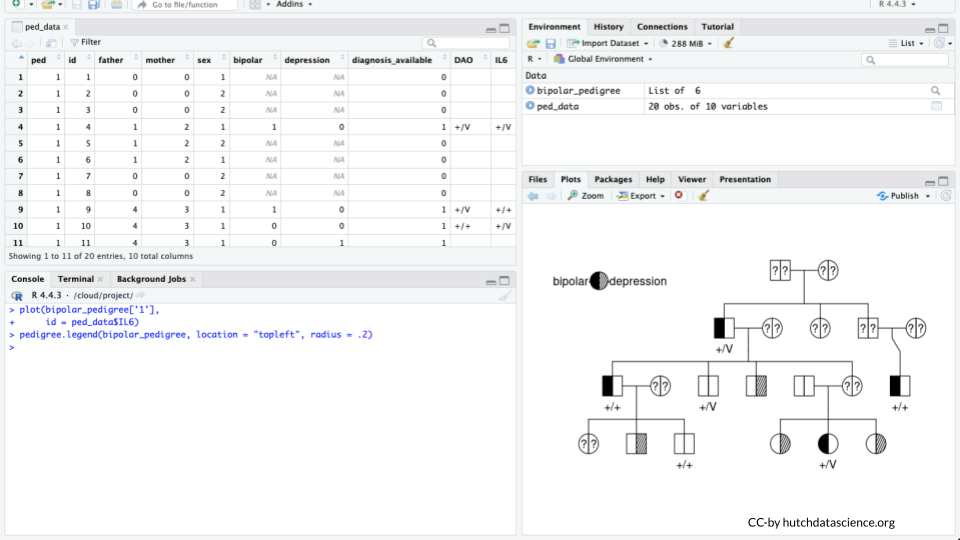 Go to file/function
Addins
R 4.4.3
ped_data
Filter
ped id father mother sex bipolar depression diagnosis_available DAO IL6
1 1 1 0 0 1 NA NA 0
2 1 2 0 0 2 NA NA 0
3 1 3 0 0 2 NA NA 0
4 1 4 1 2 1 1 0 1 +/V +/V
5 1 5 1 2 2 NA NA 0
6 1 6 1 2 1 NA NA 0
7 1 7 0 0 2 NA NA 0
8 1 8 0 0 2 NA NA 0
9 1 9 4 3 1 1 0 1 +/V +/+
10 1 10 4 3 1 0 0 1 +/+ +/V
11 1 11 4 3 1 0 1 1
Showing 1 to 11 of 20 entries, 10 total columns
Console Terminal Background Jobs
R 4.4.3 · /cloud/project/
> plot(bipolar_pedigree['1'],
+ id = ped_data$IL6)
> pedigree.legend(bipolar_pedigree, location = "topleft", radius = .2)
>
Environment History Connections Tutorial
Import Dataset 288 MiB List
R Global Environment
Data
bipolar_pedigree List of 6
ped_data 20 obs. of 10 variables
Files Plots Packages Help Viewer Presentation
Zoom Export Publish
? ? ? ?
bipolar depression
? ? ? ? ? ? ? ?
+/V
? ? ? ?
+/+ +/V +/+
? ?
+/+ +/V
CC-by hutchdatascience.org